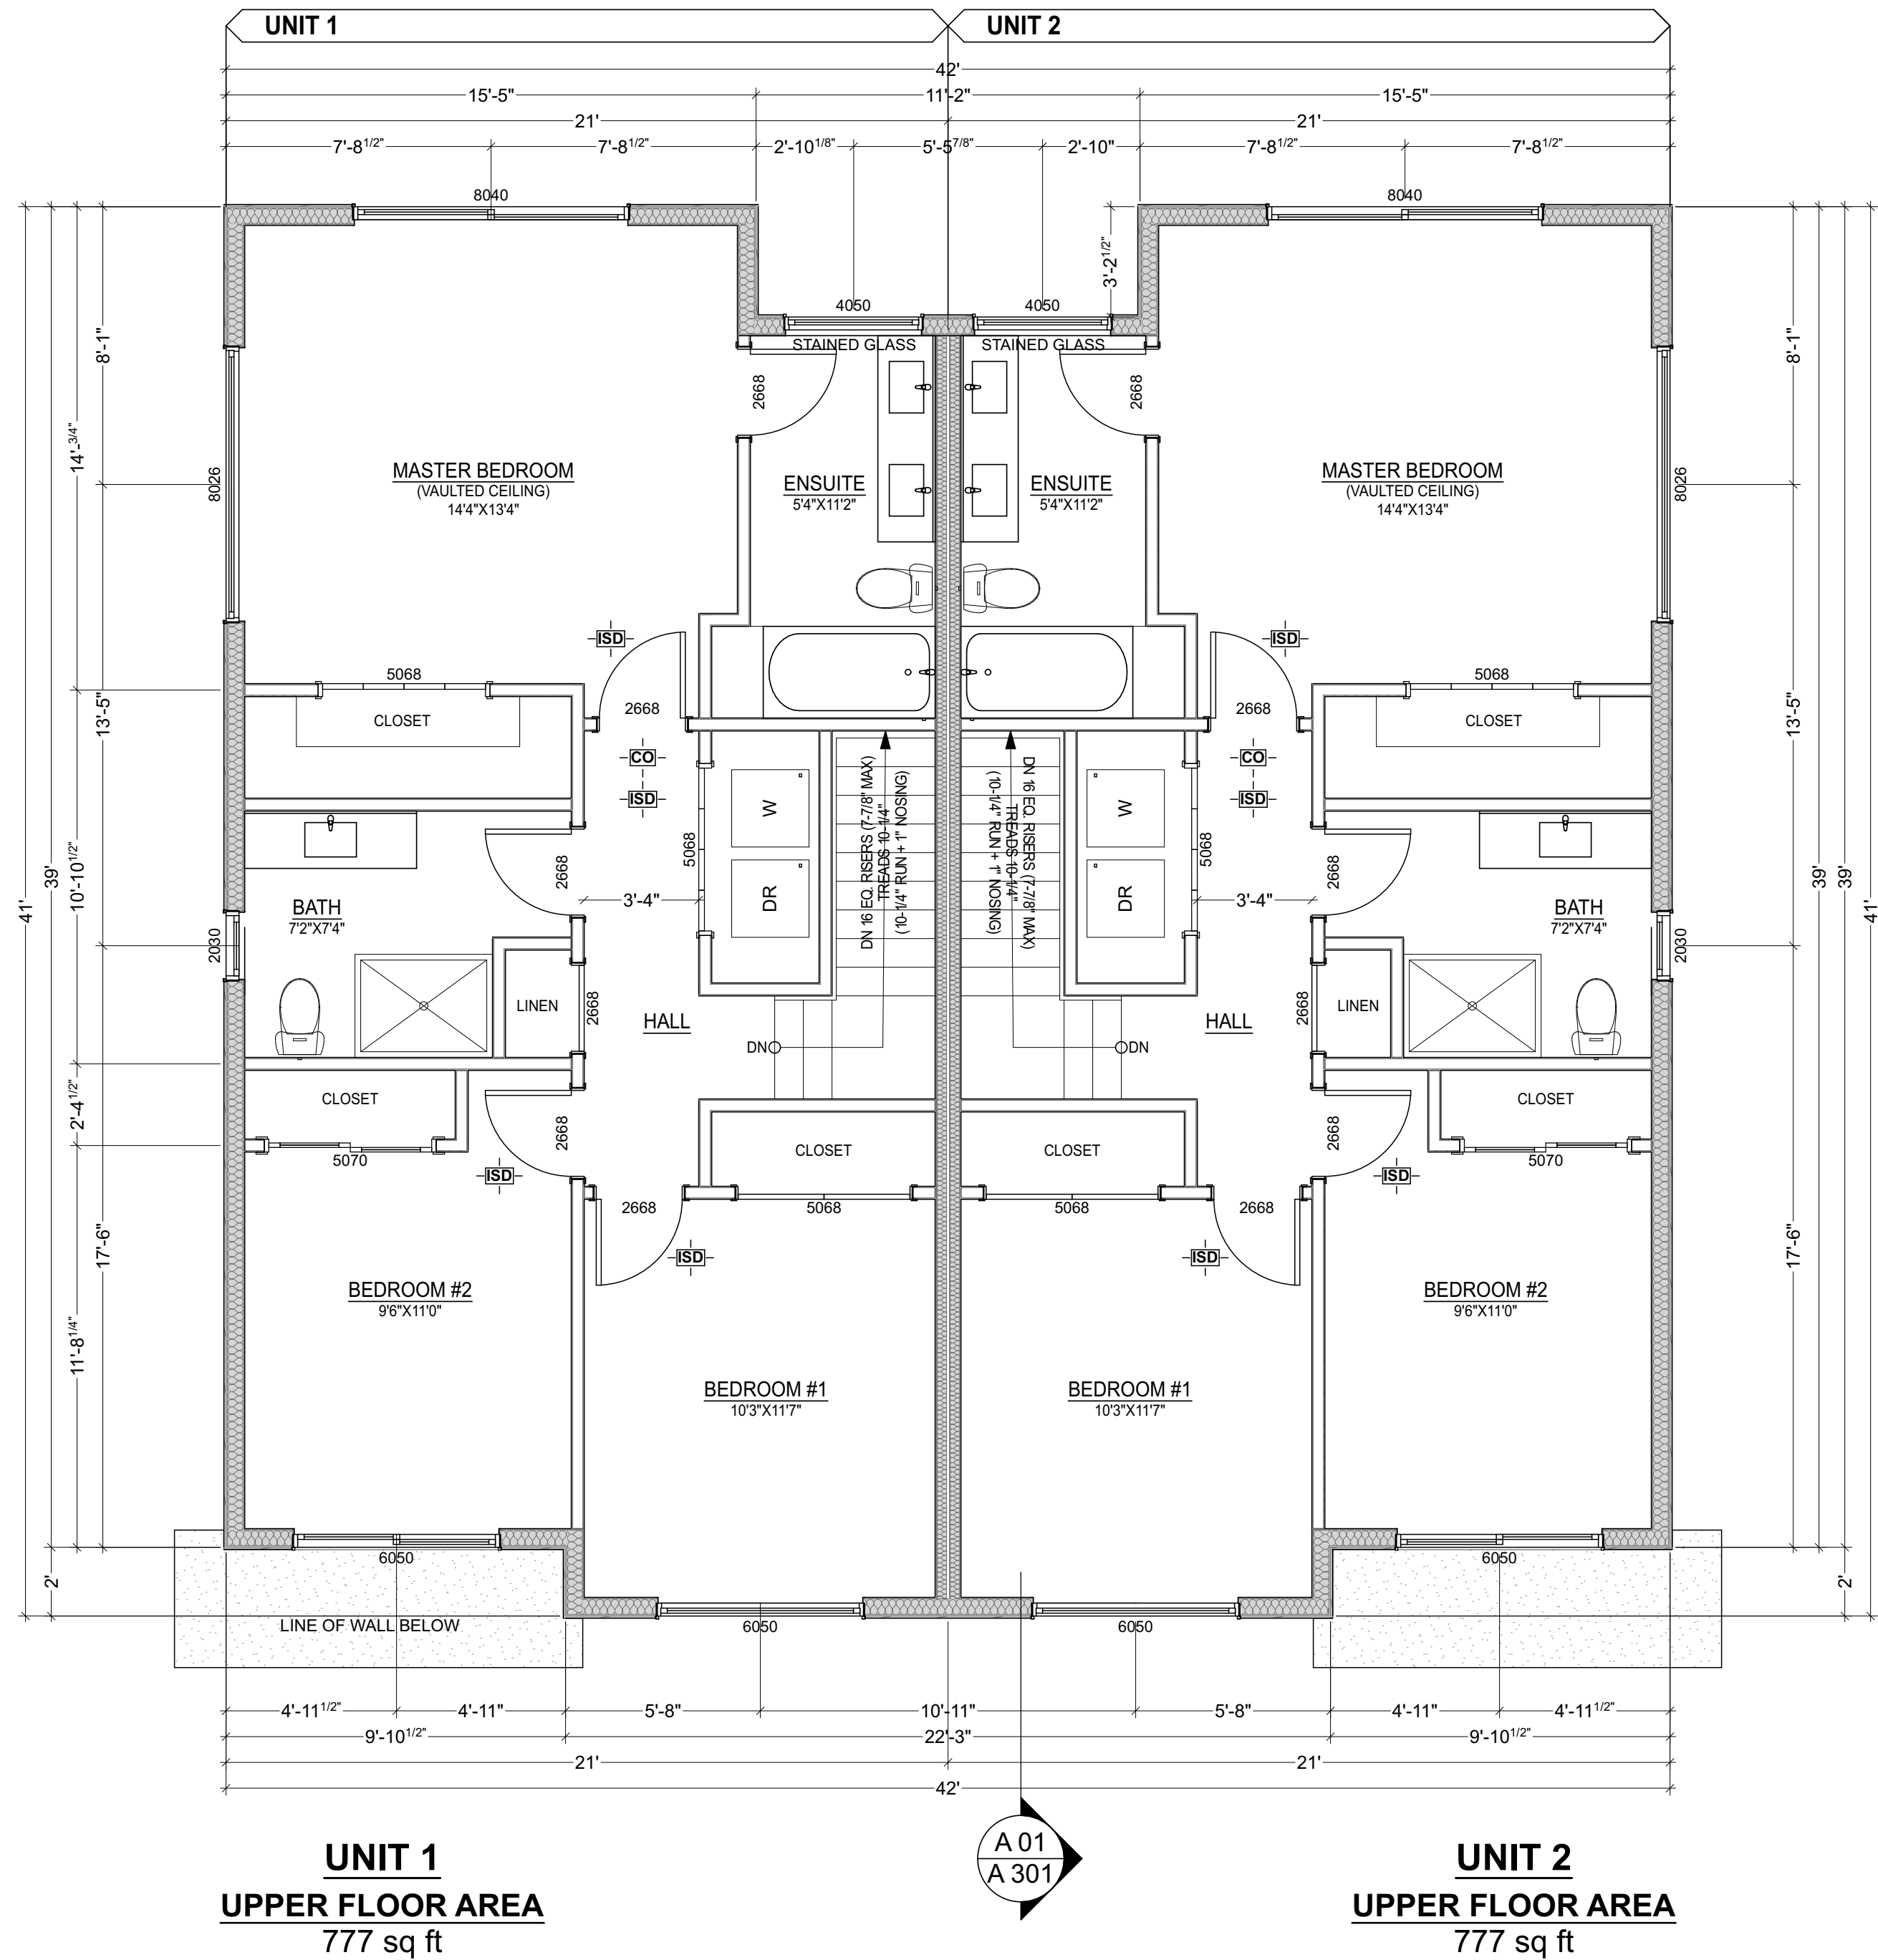 UNIT 1
UNIT 2
42'
15'-5"
11'-2"
15'-5"
21'
21'
7'-8 1/2"
7'-8 1/2"
2'-10 1/8"
5'-5 7/8"
2'-10"
7'-8 1/2"
7'-8 1/2"
8040
8040
3'-2 1/2"
4050
4050
STAINED GLASS
STAINED GLASS
2668
2668
8'-1"
8'-1"
14'-3/4"
8026
8026
MASTER BEDROOM
(VAULTED CEILING)
14'4"X13'4"
ENSUITE
5'4"X11'2"
ENSUITE
5'4"X11'2"
MASTER BEDROOM
(VAULTED CEILING)
14'4"X13'4"
ISD
ISD
5068
5068
2668
2668
CLOSET
CLOSET
13'-5"
13'-5"
CO
CO
ISD
ISD
W
W
DR
DR
5068
5068
DN 16 EQ. RISERS (7-7/8" MAX)
TREADS 10-1/4"
(10-1/4" RUN + 1" NOSING)
DN 16 EQ. RISERS (7-7/8" MAX)
TREADS 10-1/4"
(10-1/4" RUN + 1" NOSING)
41'
39'
10'-10 1/2"
39'
39'
41'
2668
2668
3'-4"
3'-4"
BATH
7'2"X7'4"
BATH
7'2"X7'4"
2030
2030
LINEN
LINEN
2668
2668
HALL
HALL
DN
DN
2'-4 1/2"
CLOSET
CLOSET
2668
2668
CLOSET
CLOSET
5070
5070
ISD
ISD
2668
5068
5068
2668
ISD
ISD
17'-6"
17'-6"
11'-8 1/4"
BEDROOM #2
9'6"X11'0"
BEDROOM #2
9'6"X11'0"
BEDROOM #1
10'3"X11'7"
BEDROOM #1
10'3"X11'7"
6050
6050
2'
2'
LINE OF WALL BELOW
6050
6050
4'-11 1/2"
4'-11"
5'-8"
10'-11"
5'-8"
4'-11"
4'-11 1/2"
9'-10 1/2"
22'-3"
9'-10 1/2"
21'
21'
42'
A 01
A 301
UNIT 1
UPPER FLOOR AREA
777 sq ft
UNIT 2
UPPER FLOOR AREA
777 sq ft